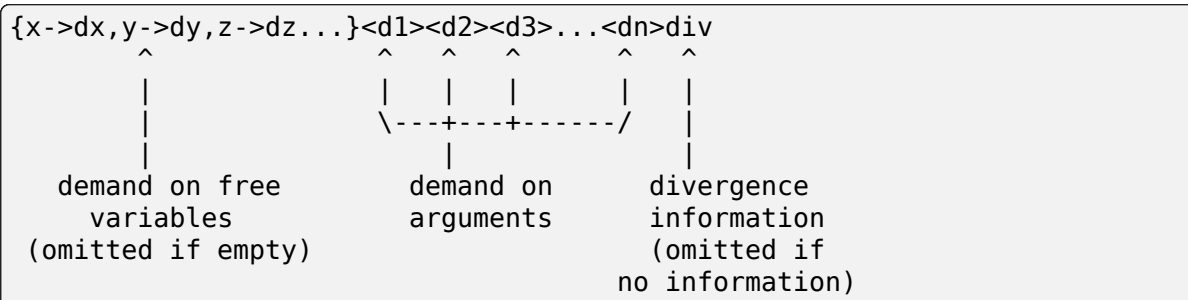 {x->dx,y->dy,z->dz...}<d1><d2><d3>...<dn>div
        ^              ^   ^   ^      ^   ^
        |              |   |   |      |   |
        |              \---+---+------/   |
        |                  |              |
   demand on free        demand on      divergence
     variables           arguments      information
 (omitted if empty)                     (omitted if
                                      no information)